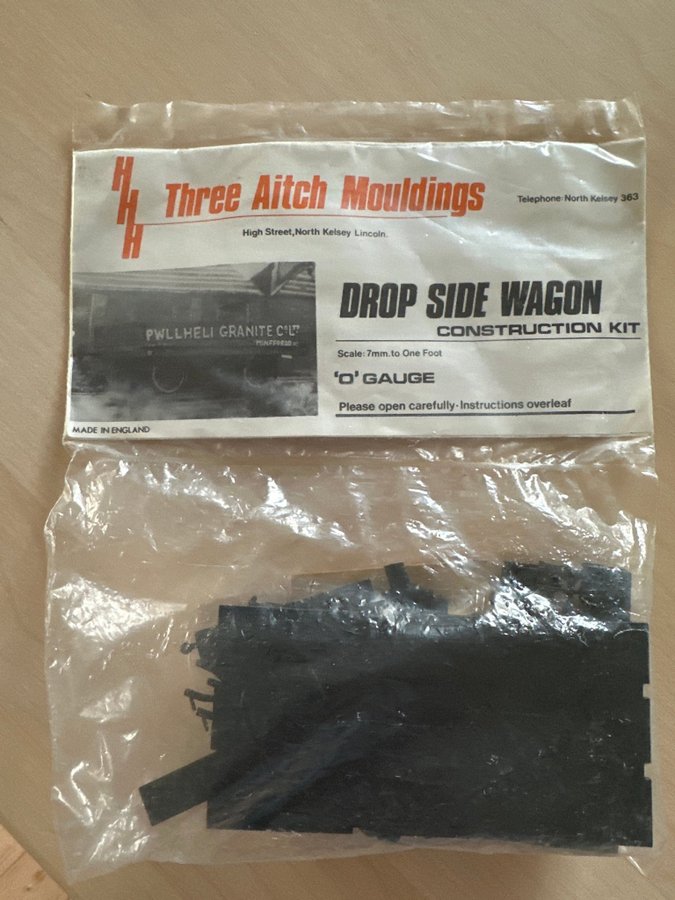 HHH Three Aitch Mouldings
Telephone: North Kelsey 363
High Street, North Kelsey Lincoln.
PWLLHELI GRANITE Co LTD
DROP SIDE WAGON
CONSTRUCTION KIT
Scale: 7mm. to One Foot
'O' GAUGE
Please open carefully · Instructions overleaf
MADE IN ENGLAND